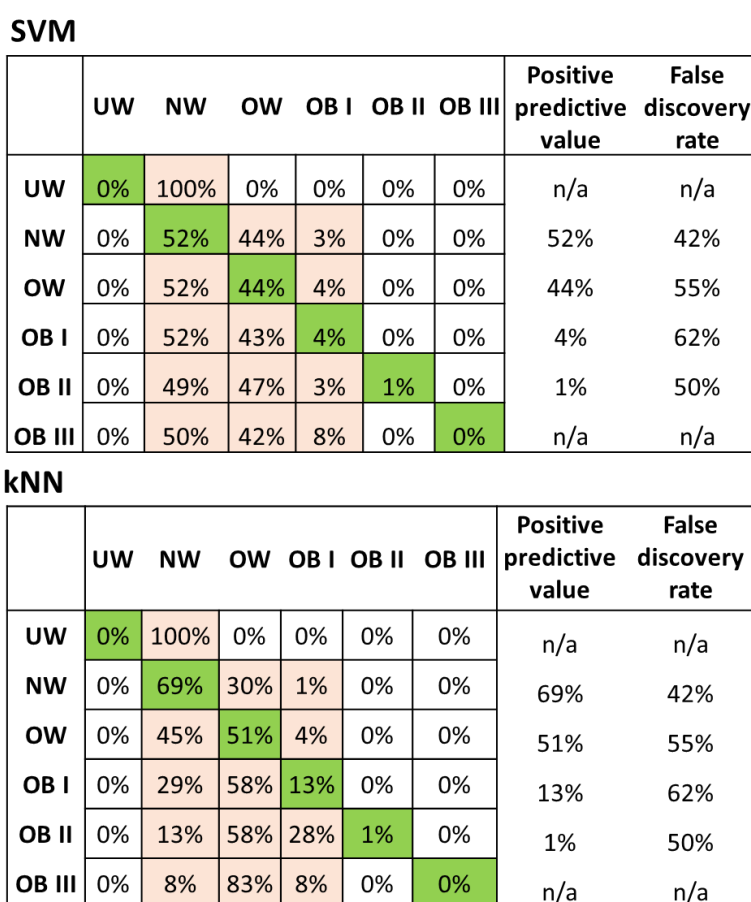 SVM
UW NW OW OB I OB II OB III Positive predictive value False discovery rate
UW 0% 100% 0% 0% 0% 0% n/a n/a
NW 0% 52% 44% 3% 0% 0% 52% 42%
OW 0% 52% 44% 4% 0% 0% 44% 55%
OB I 0% 52% 43% 4% 0% 0% 4% 62%
OB II 0% 49% 47% 3% 1% 0% 1% 50%
OB III 0% 50% 42% 8% 0% 0% n/a n/a
kNN
UW NW OW OB I OB II OB III Positive predictive value False discovery rate
UW 0% 100% 0% 0% 0% 0% n/a n/a
NW 0% 69% 30% 1% 0% 0% 69% 42%
OW 0% 45% 51% 4% 0% 0% 51% 55%
OB I 0% 29% 58% 13% 0% 0% 13% 62%
OB II 0% 13% 58% 28% 1% 0% 1% 50%
OB III 0% 8% 83% 8% 0% 0% n/a n/a